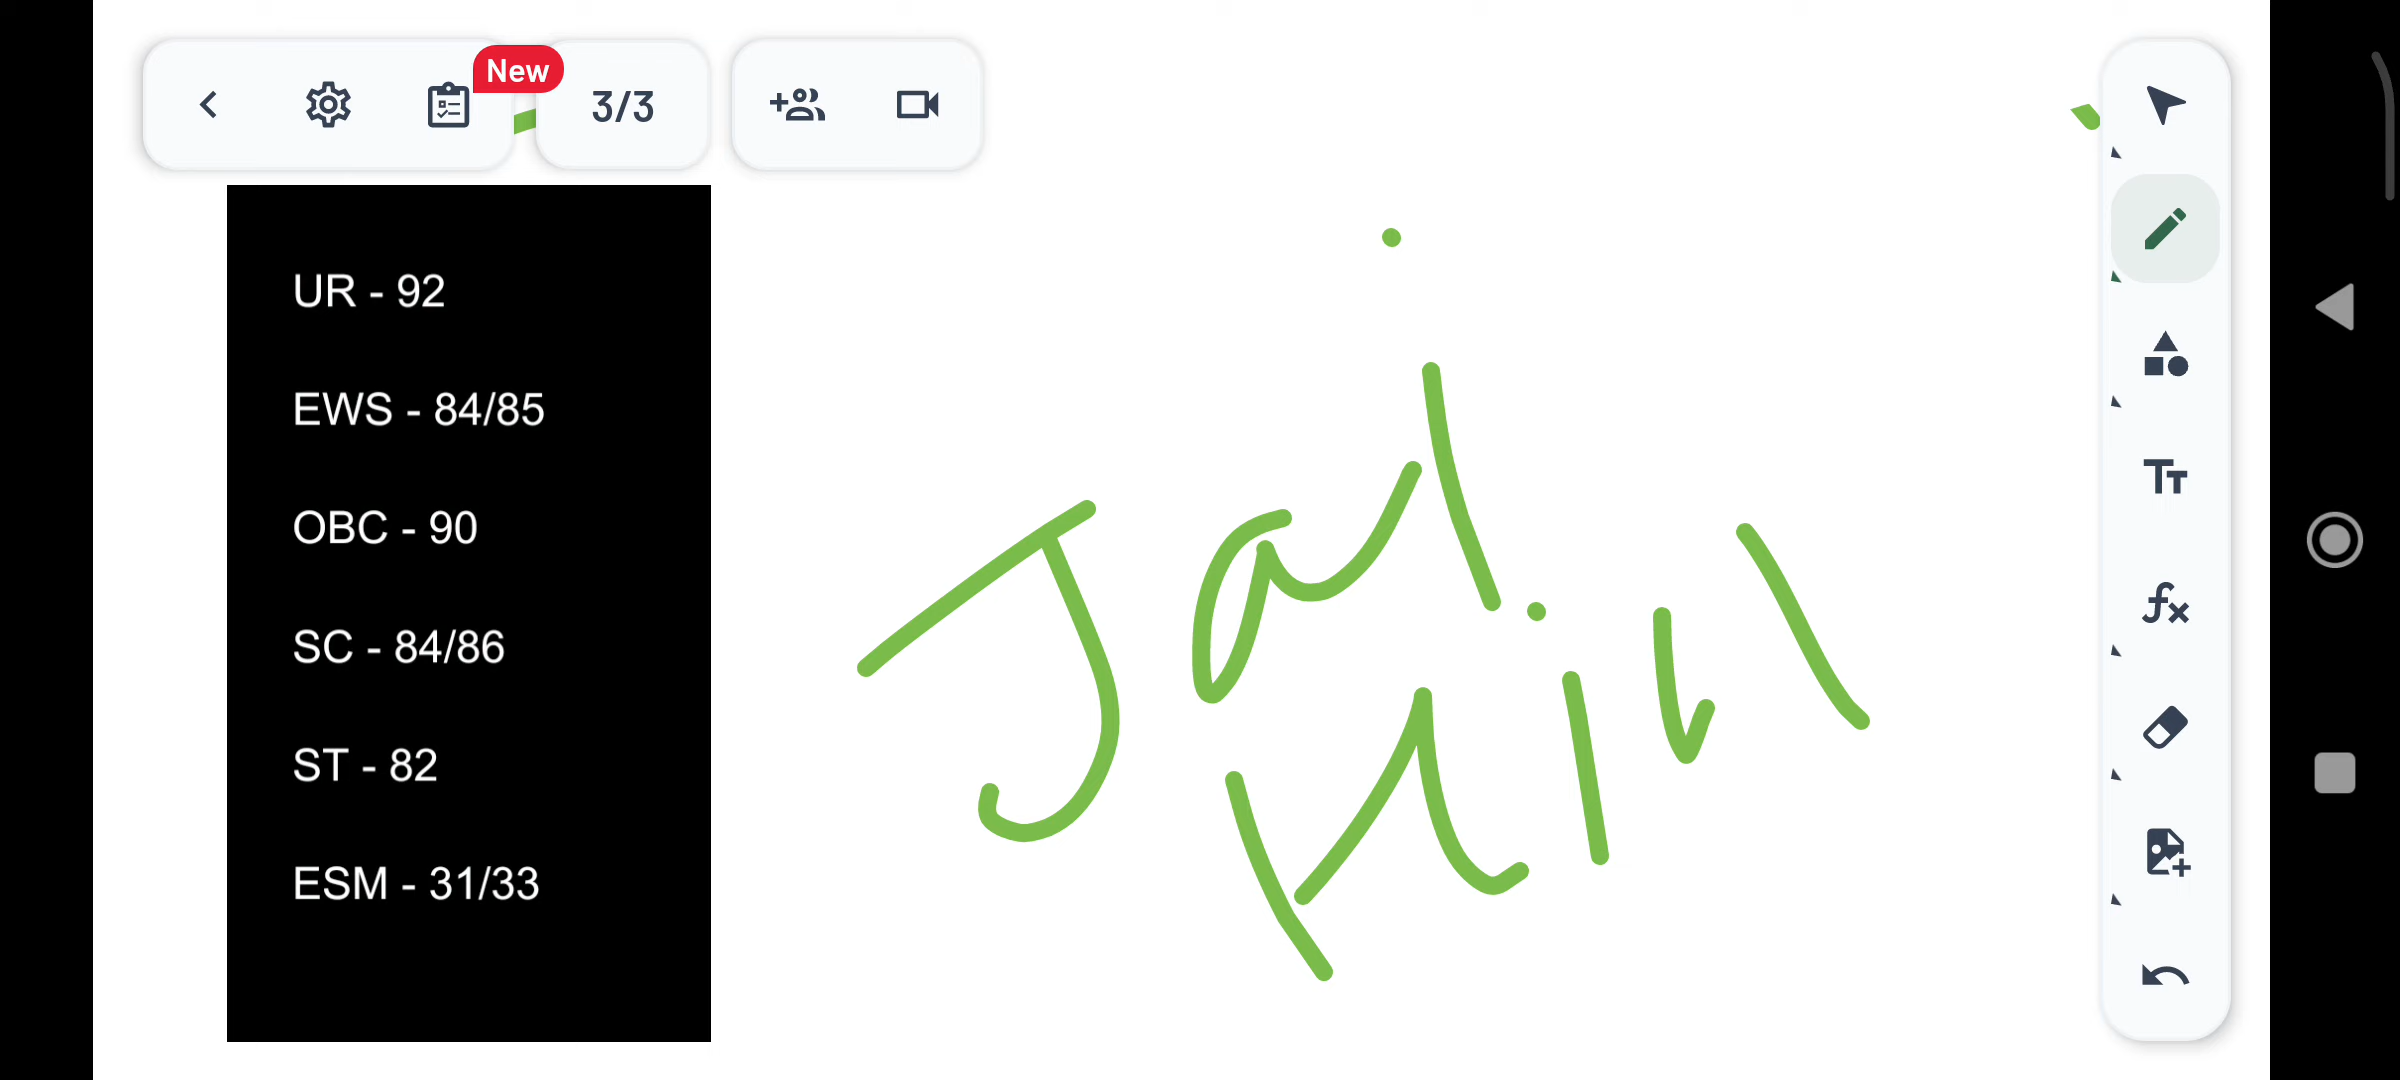 New
3/3
UR - 92
EWS - 84/85
OBC - 90
SC - 84/86
ST - 82
ESM - 31/33
Jai
Hind